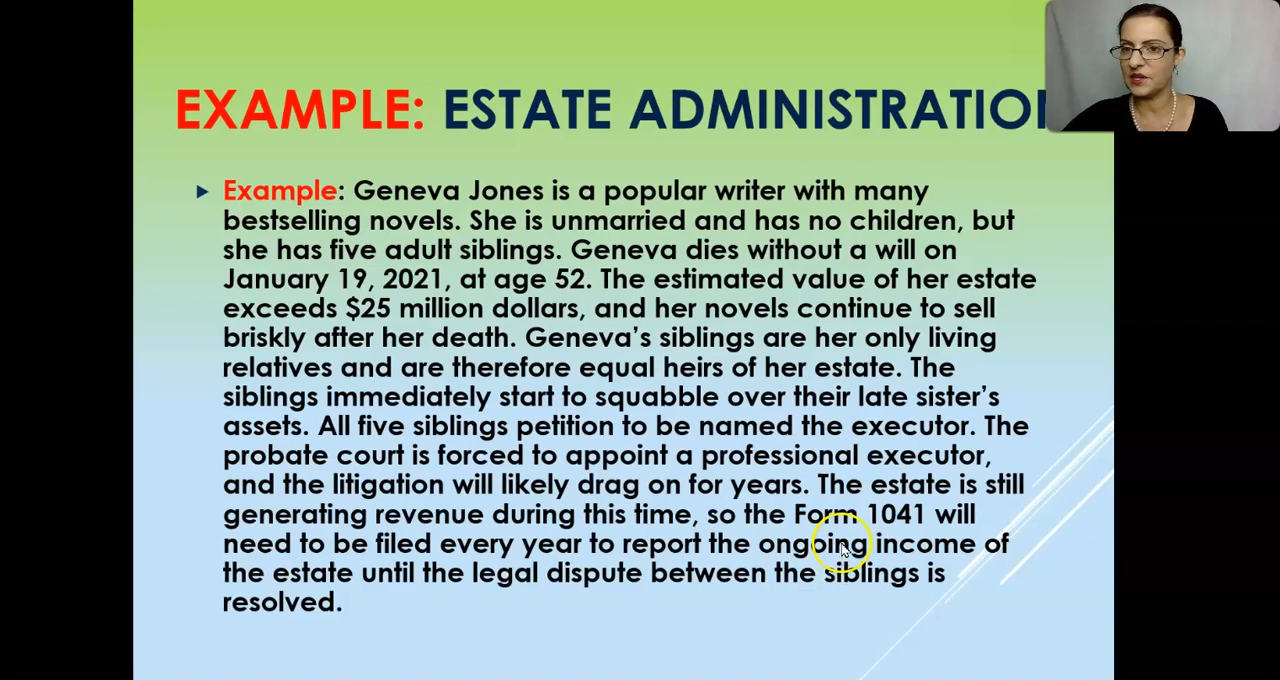 EXAMPLE: ESTATE ADMINISTRATION
Example: Geneva Jones is a popular writer with many
bestselling novels. She is unmarried and has no children, but
she has five adult siblings. Geneva dies without a will on
January 19, 2021, at age 52. The estimated value of her estate
exceeds $25 million dollars, and her novels continue to sell
briskly after her death. Geneva’s siblings are her only living
relatives and are therefore equal heirs of her estate. The
siblings immediately start to squabble over their late sister’s
assets. All five siblings petition to be named the executor. The
probate court is forced to appoint a professional executor,
and the litigation will likely drag on for years. The estate is still
generating revenue during this time, so the Form 1041 will
need to be filed every year to report the ongoing income of
the estate until the legal dispute between the siblings is
resolved.